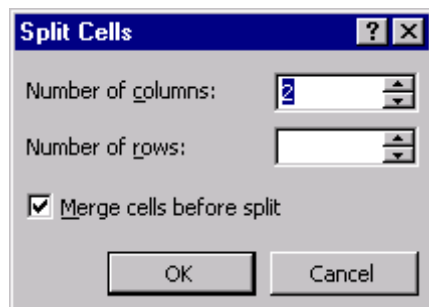 Split Cells ? ×
Number of columns: 2
Number of rows:
Merge cells before split
OK Cancel